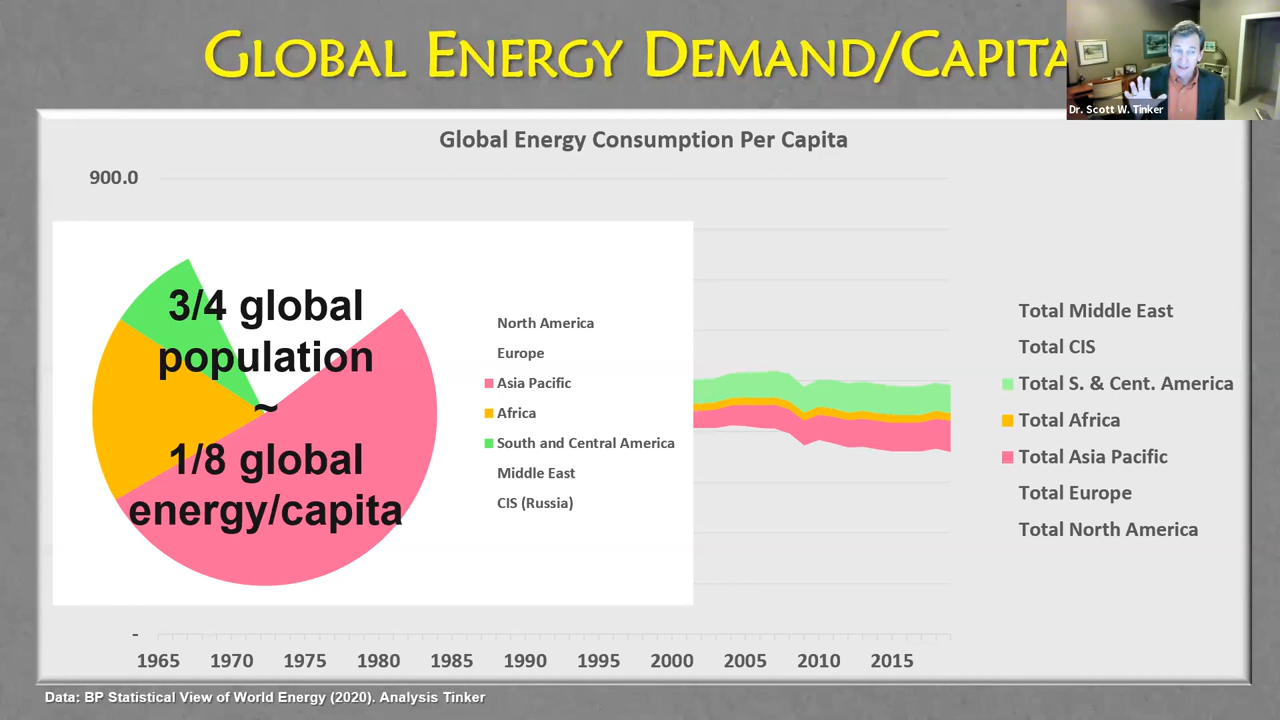 GLOBAL ENERGY DEMAND/CAPITA
Dr. Scott W. Tinker
Global Energy Consumption Per Capita
900.0
3/4 global
population
~
1/8 global
energy/capita
North America
Europe
Asia Pacific
Africa
South and Central America
Middle East
CIS (Russia)
Total Middle East
Total CIS
Total S. & Cent. America
Total Africa
Total Asia Pacific
Total Europe
Total North America
-
1965 1970 1975 1980 1985 1990 1995 2000 2005 2010 2015
Data: BP Statistical View of World Energy (2020). Analysis Tinker